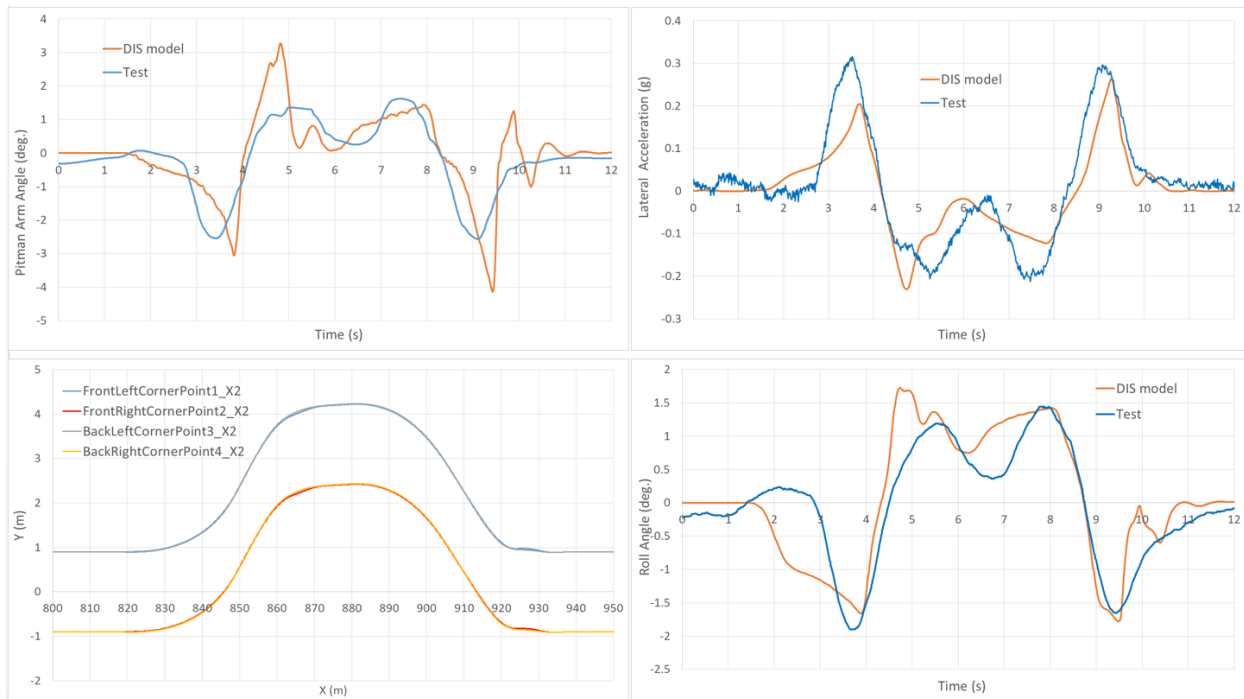 4
3
2
1
0
-1
-2
-3
-4
-5
Pitman Arm Angle (deg.)
DIS model
Test
0 1 2 3 4 5 6 7 8 9 10 11 12
Time (s)
0.4
0.3
0.2
0.1
0
-0.1
-0.2
-0.3
Lateral Acceleration (g)
DIS model
Test
0 1 2 3 4 5 6 7 8 9 10 11 12
Time (s)
5
4
3
2
1
0
-1
-2
Y (m)
FrontLeftCornerPoint1_X2
FrontRightCornerPoint2_X2
BackLeftCornerPoint3_X2
BackRightCornerPoint4_X2
800 810 820 830 840 850 860 870 880 890 900 910 920 930 940 950
X (m)
2
1.5
1
0.5
0
-0.5
-1
-1.5
-2
-2.5
Roll Angle (deg.)
DIS model
Test
0 1 2 3 4 5 6 7 8 9 10 11 12
Time (s)